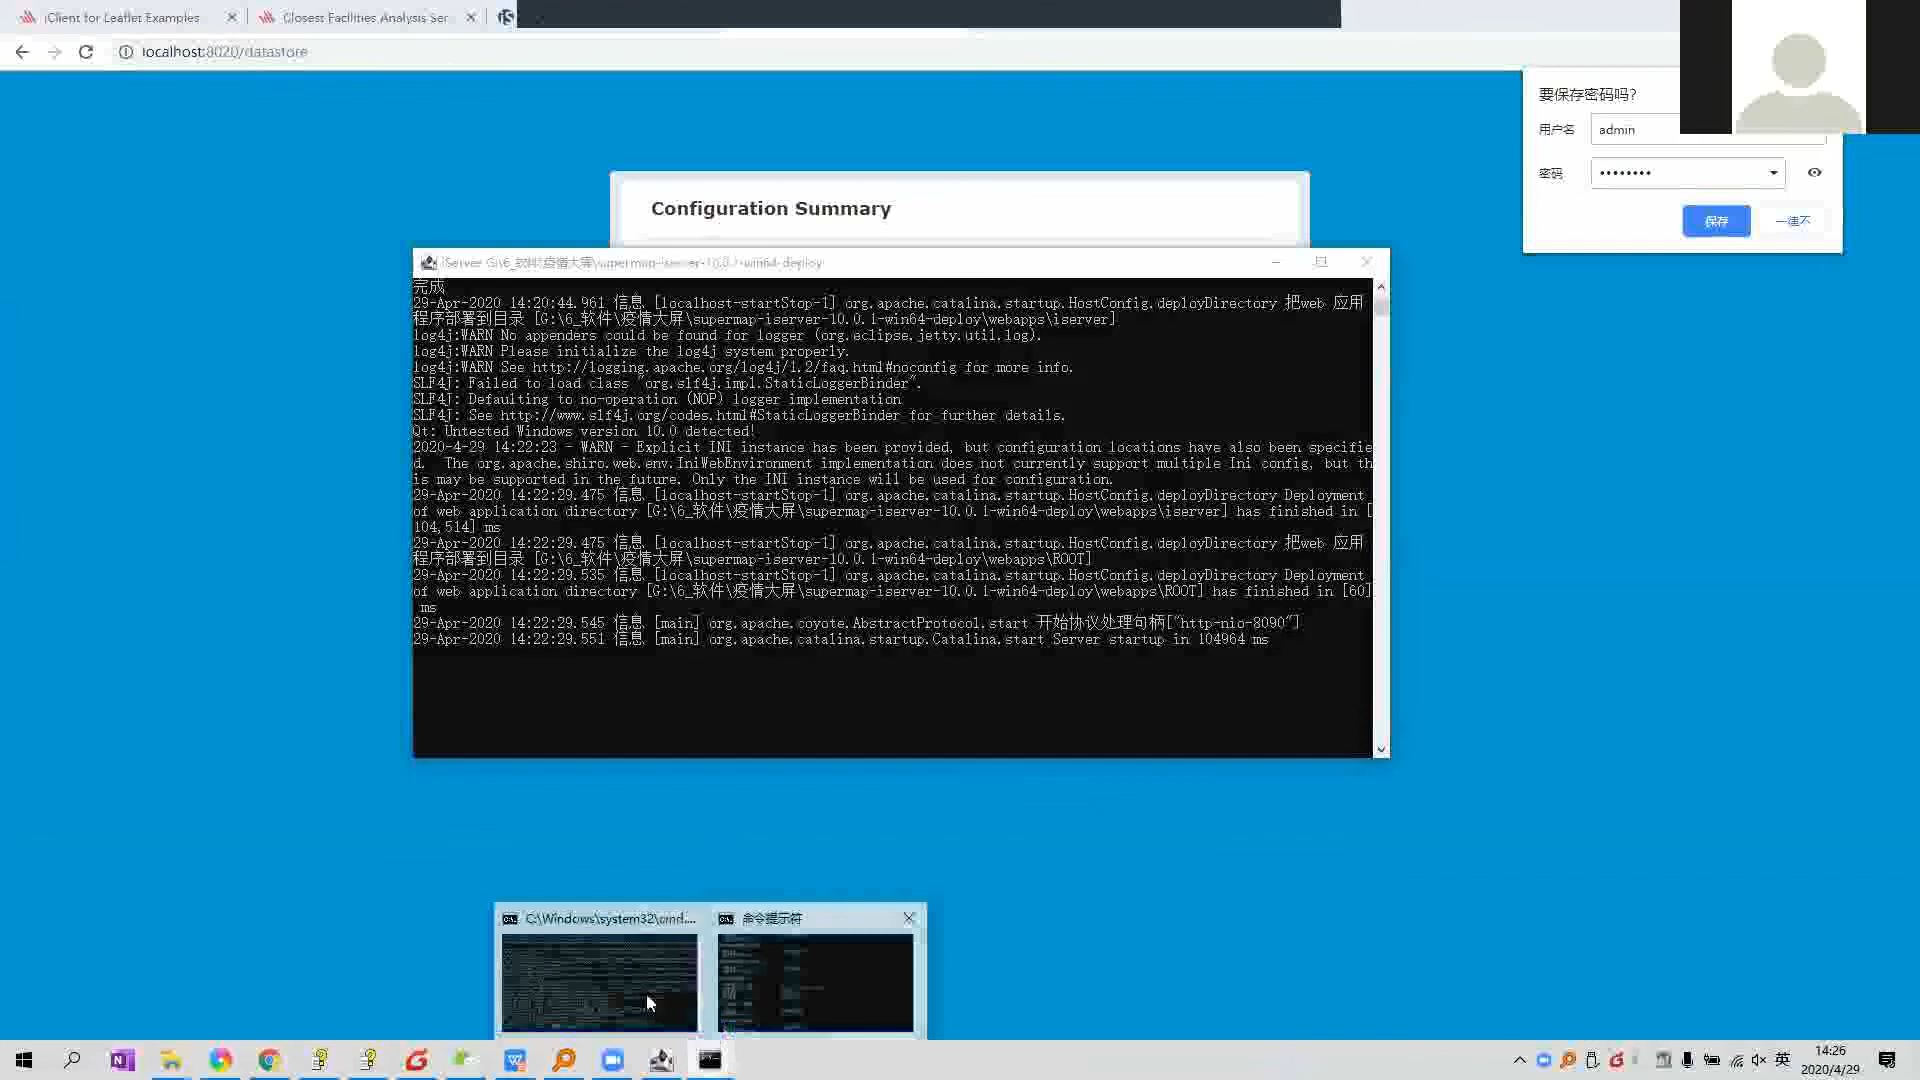 iClient for Leaflet Examples
Closest Facilities Analysis Ser
localhost:8020/datastore
要保存密码吗?
用户名
admin
密码
••••••••
保存
一律不
Configuration Summary
iServer G:\6_软件\疫情大屏\supermap-iserver-10.0.1-win64-deploy
完成
29-Apr-2020 14:20:44.961 信息 [localhost-startStop-1] org.apache.catalina.startup.HostConfig.deployDirectory 把web 应用
程序部署到目录 [G:\6_软件\疫情大屏\supermap-iserver-10.0.1-win64-deploy\webapps\iserver]
log4j:WARN No appenders could be found for logger (org.eclipse.jetty.util.log).
log4j:WARN Please initialize the log4j system properly.
log4j:WARN See http://logging.apache.org/log4j/1.2/faq.html#noconfig for more info.
SLF4J: Failed to load class "org.slf4j.impl.StaticLoggerBinder".
SLF4J: Defaulting to no-operation (NOP) logger implementation
SLF4J: See http://www.slf4j.org/codes.html#StaticLoggerBinder for further details.
Qt: Untested Windows version 10.0 detected!
2020-4-29 14:22:23 - WARN - Explicit INI instance has been provided, but configuration locations have also been specifie
d.  The org.apache.shiro.web.env.IniWebEnvironment implementation does not currently support multiple Ini config, but th
is may be supported in the future. Only the INI instance will be used for configuration.
29-Apr-2020 14:22:29.475 信息 [localhost-startStop-1] org.apache.catalina.startup.HostConfig.deployDirectory Deployment
of web application directory [G:\6_软件\疫情大屏\supermap-iserver-10.0.1-win64-deploy\webapps\iserver] has finished in [
104,514] ms
29-Apr-2020 14:22:29.475 信息 [localhost-startStop-1] org.apache.catalina.startup.HostConfig.deployDirectory 把web 应用
程序部署到目录 [G:\6_软件\疫情大屏\supermap-iserver-10.0.1-win64-deploy\webapps\ROOT]
29-Apr-2020 14:22:29.535 信息 [localhost-startStop-1] org.apache.catalina.startup.HostConfig.deployDirectory Deployment
of web application directory [G:\6_软件\疫情大屏\supermap-iserver-10.0.1-win64-deploy\webapps\ROOT] has finished in [60]
ms
29-Apr-2020 14:22:29.545 信息 [main] org.apache.coyote.AbstractProtocol.start 开始协议处理句柄["http-nio-8090"]
29-Apr-2020 14:22:29.551 信息 [main] org.apache.catalina.startup.Catalina.start Server startup in 104964 ms
C:\Windows\system32\cmd....
命令提示符
英
14:26
2020/4/29